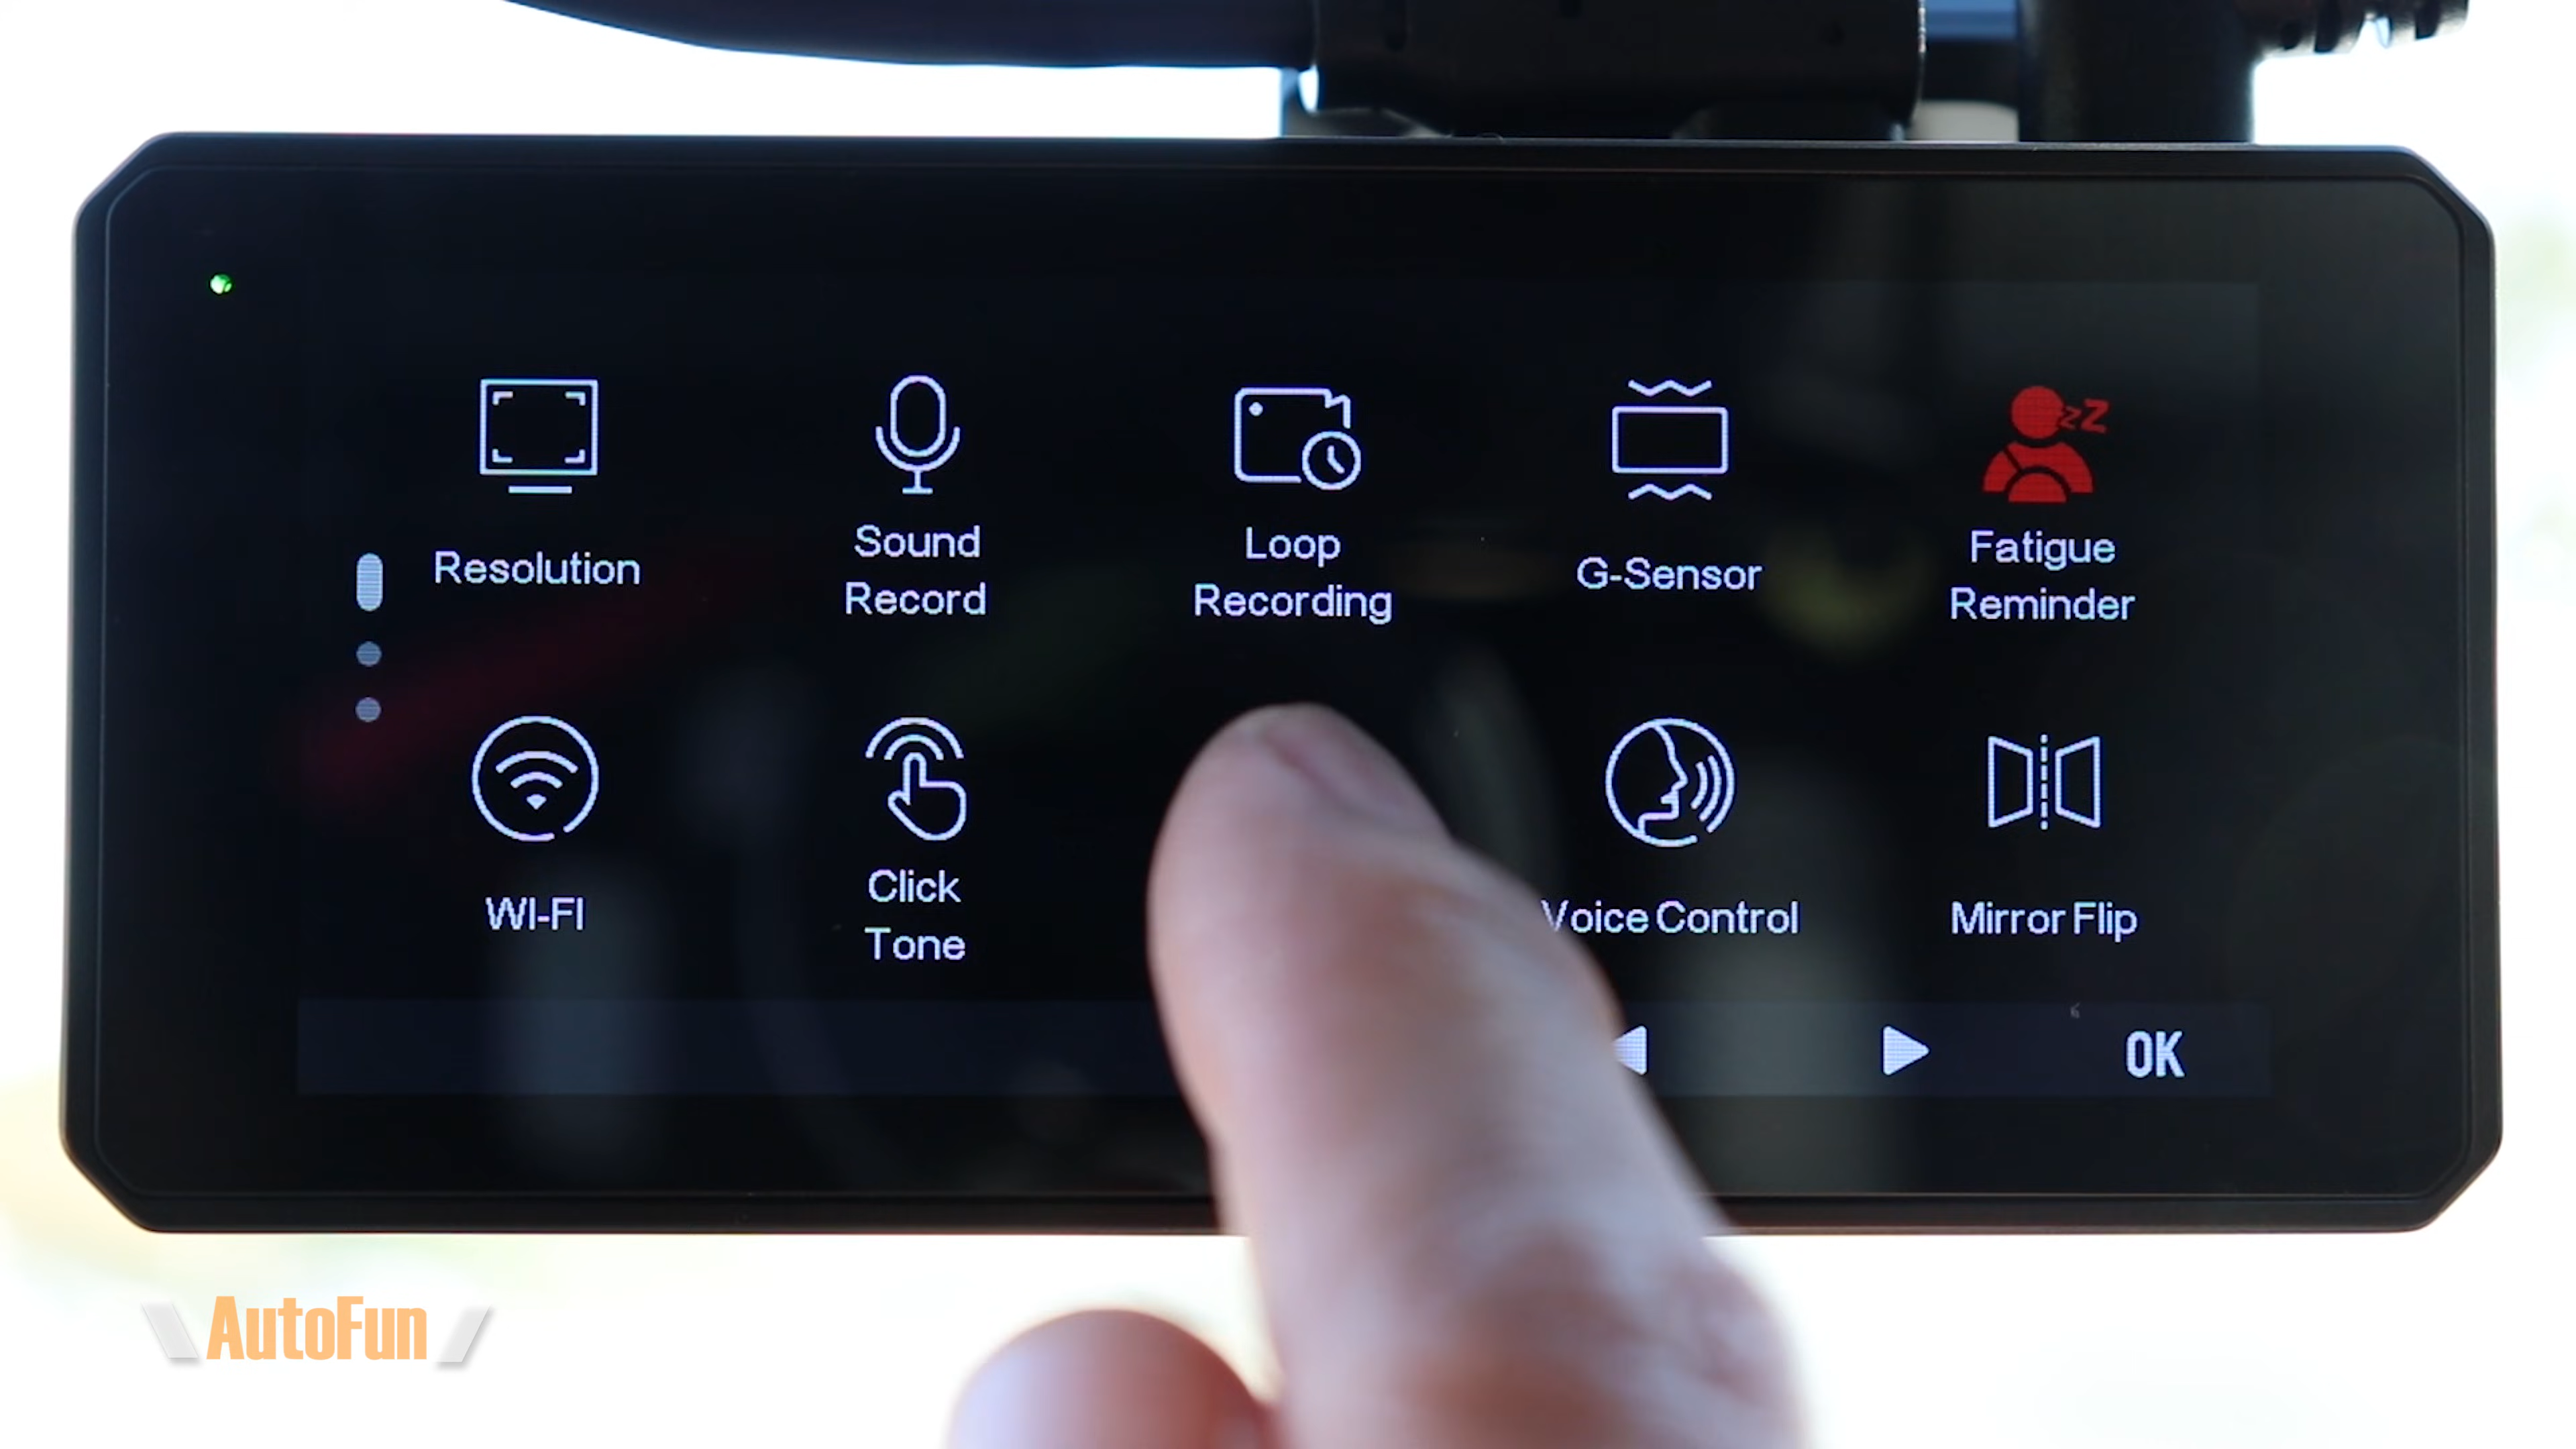 Resolution
Sound
Record
Loop
Recording
G-Sensor
Fatigue
Reminder
WI-FI
Click
Tone
Voice Control
Mirror Flip
OK
AutoFun